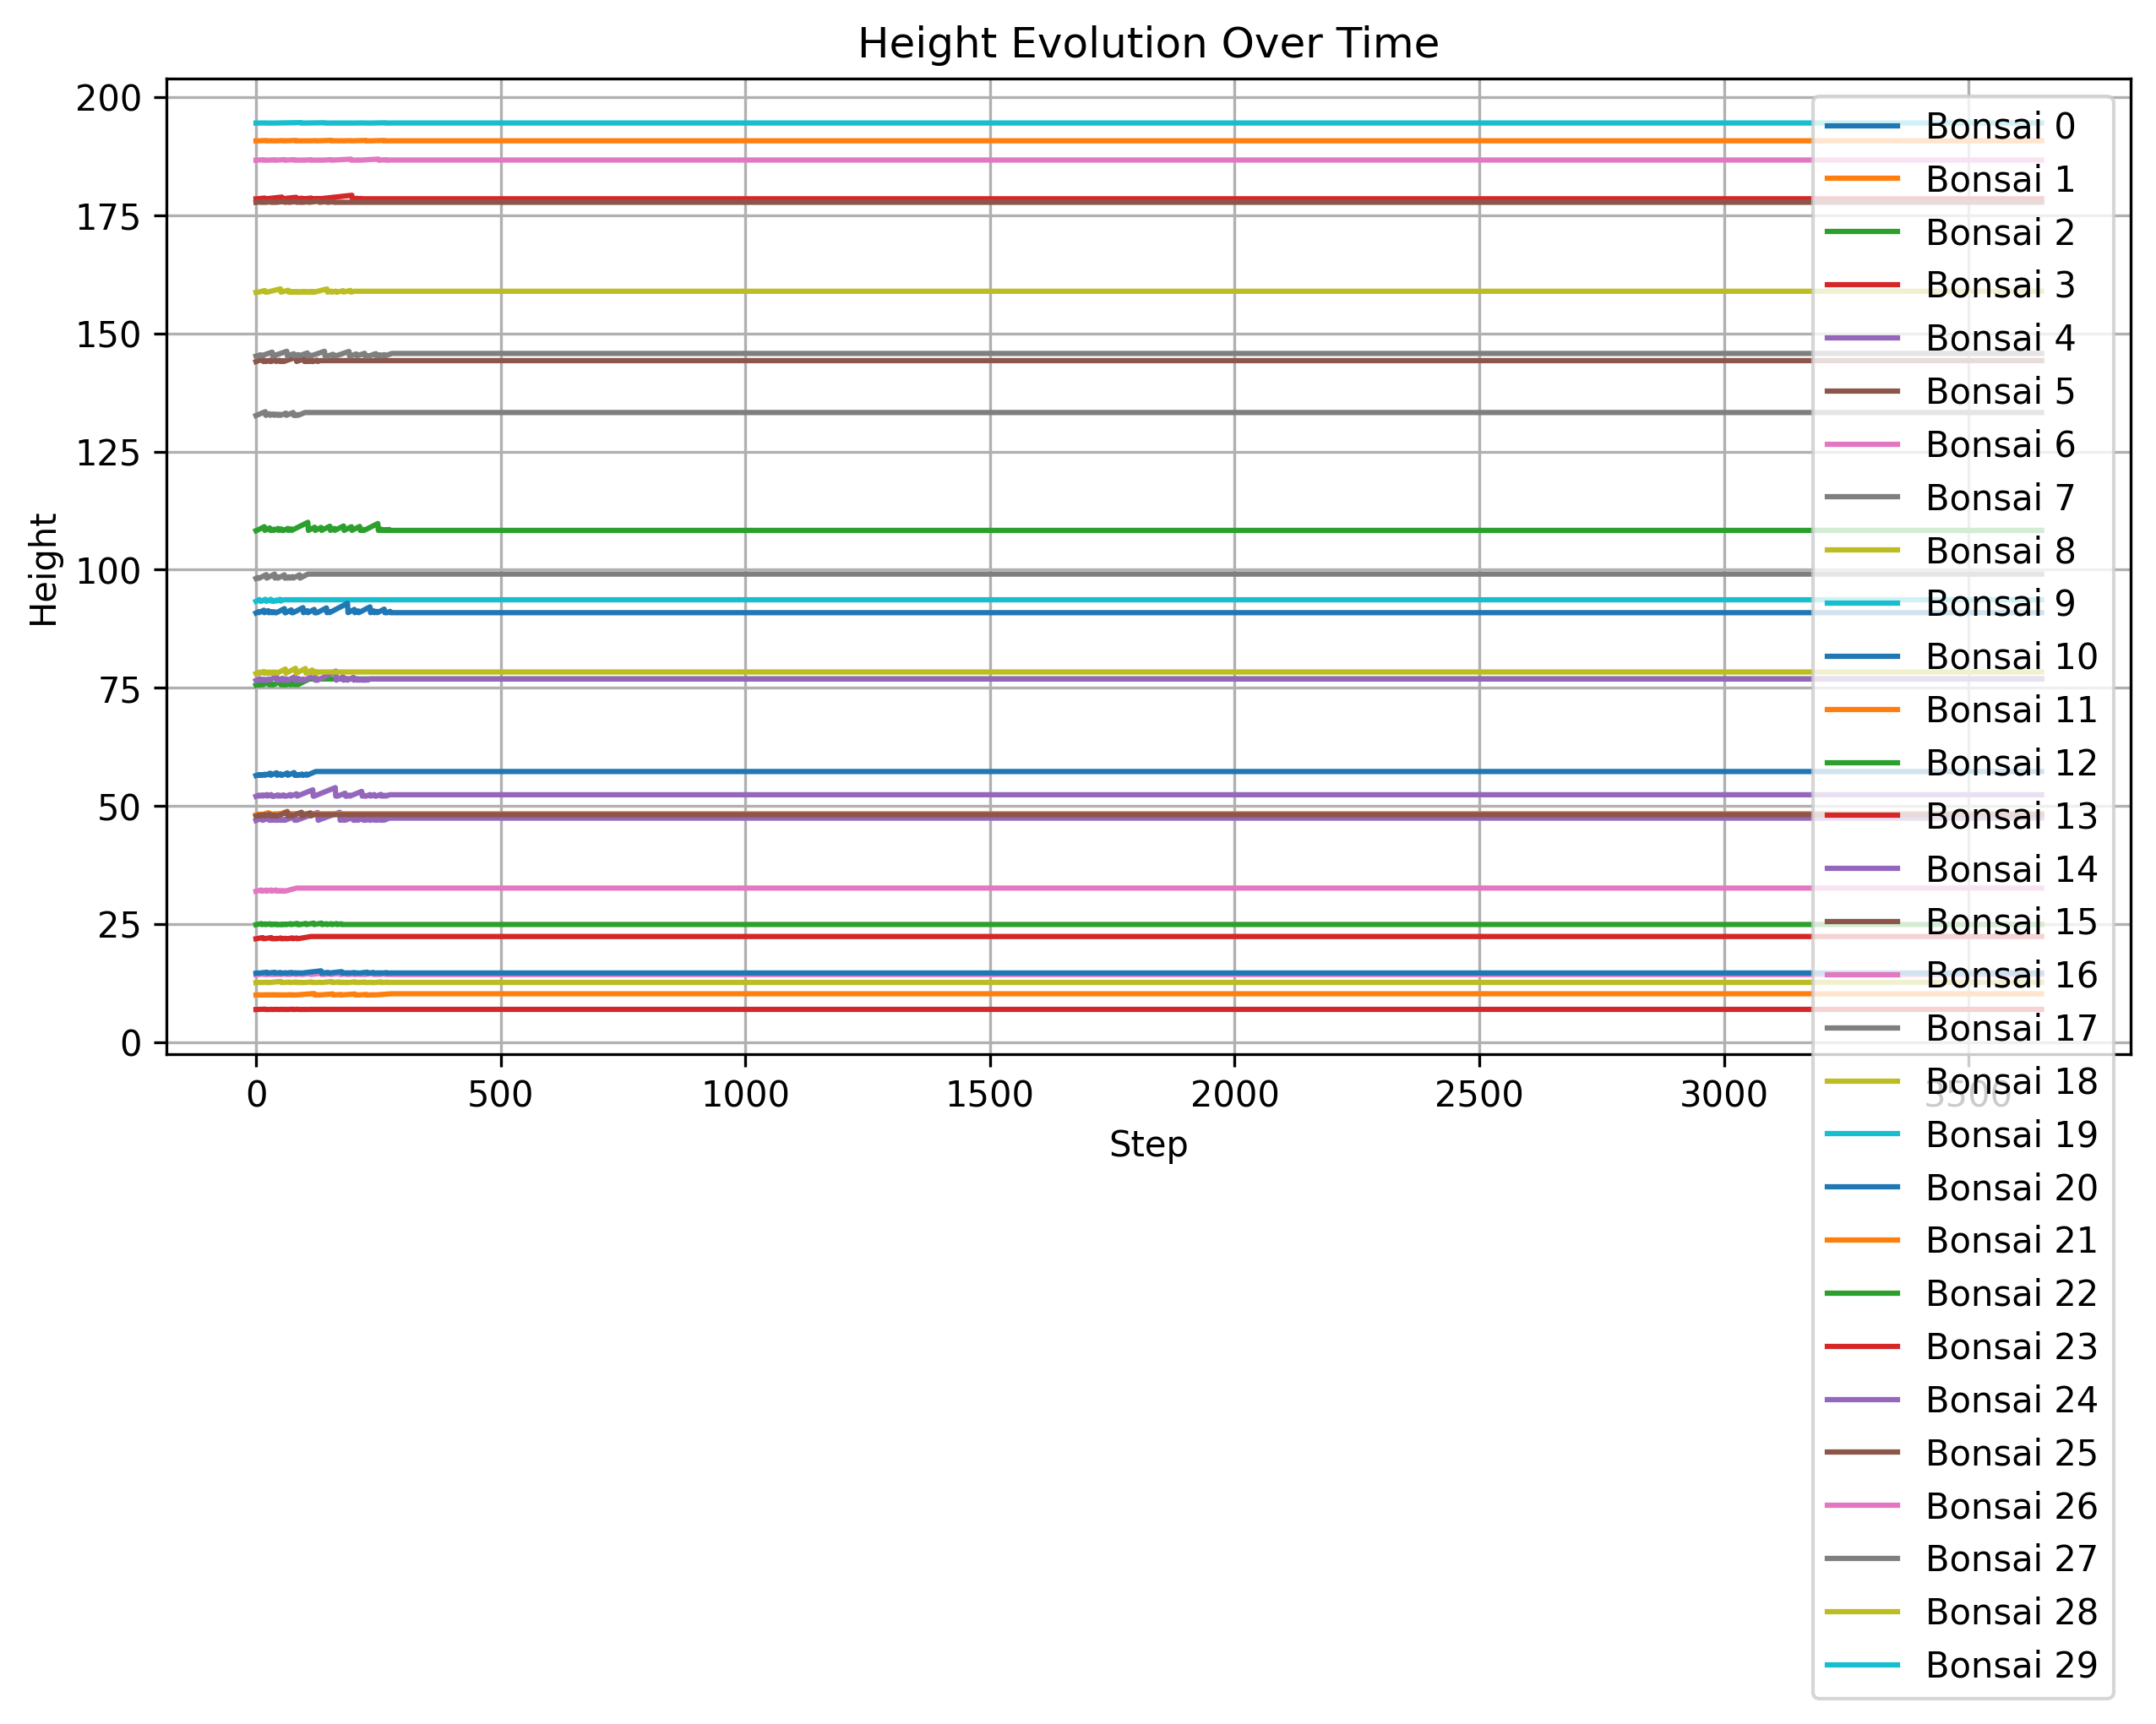 Height Evolution Over Time
200
175
150
125
100
75
50
25
0
Height
0 500 1000 1500 2000 2500 3000 3500
Step
Bonsai 0
Bonsai 1
Bonsai 2
Bonsai 3
Bonsai 4
Bonsai 5
Bonsai 6
Bonsai 7
Bonsai 8
Bonsai 9
Bonsai 10
Bonsai 11
Bonsai 12
Bonsai 13
Bonsai 14
Bonsai 15
Bonsai 16
Bonsai 17
Bonsai 18
Bonsai 19
Bonsai 20
Bonsai 21
Bonsai 22
Bonsai 23
Bonsai 24
Bonsai 25
Bonsai 26
Bonsai 27
Bonsai 28
Bonsai 29